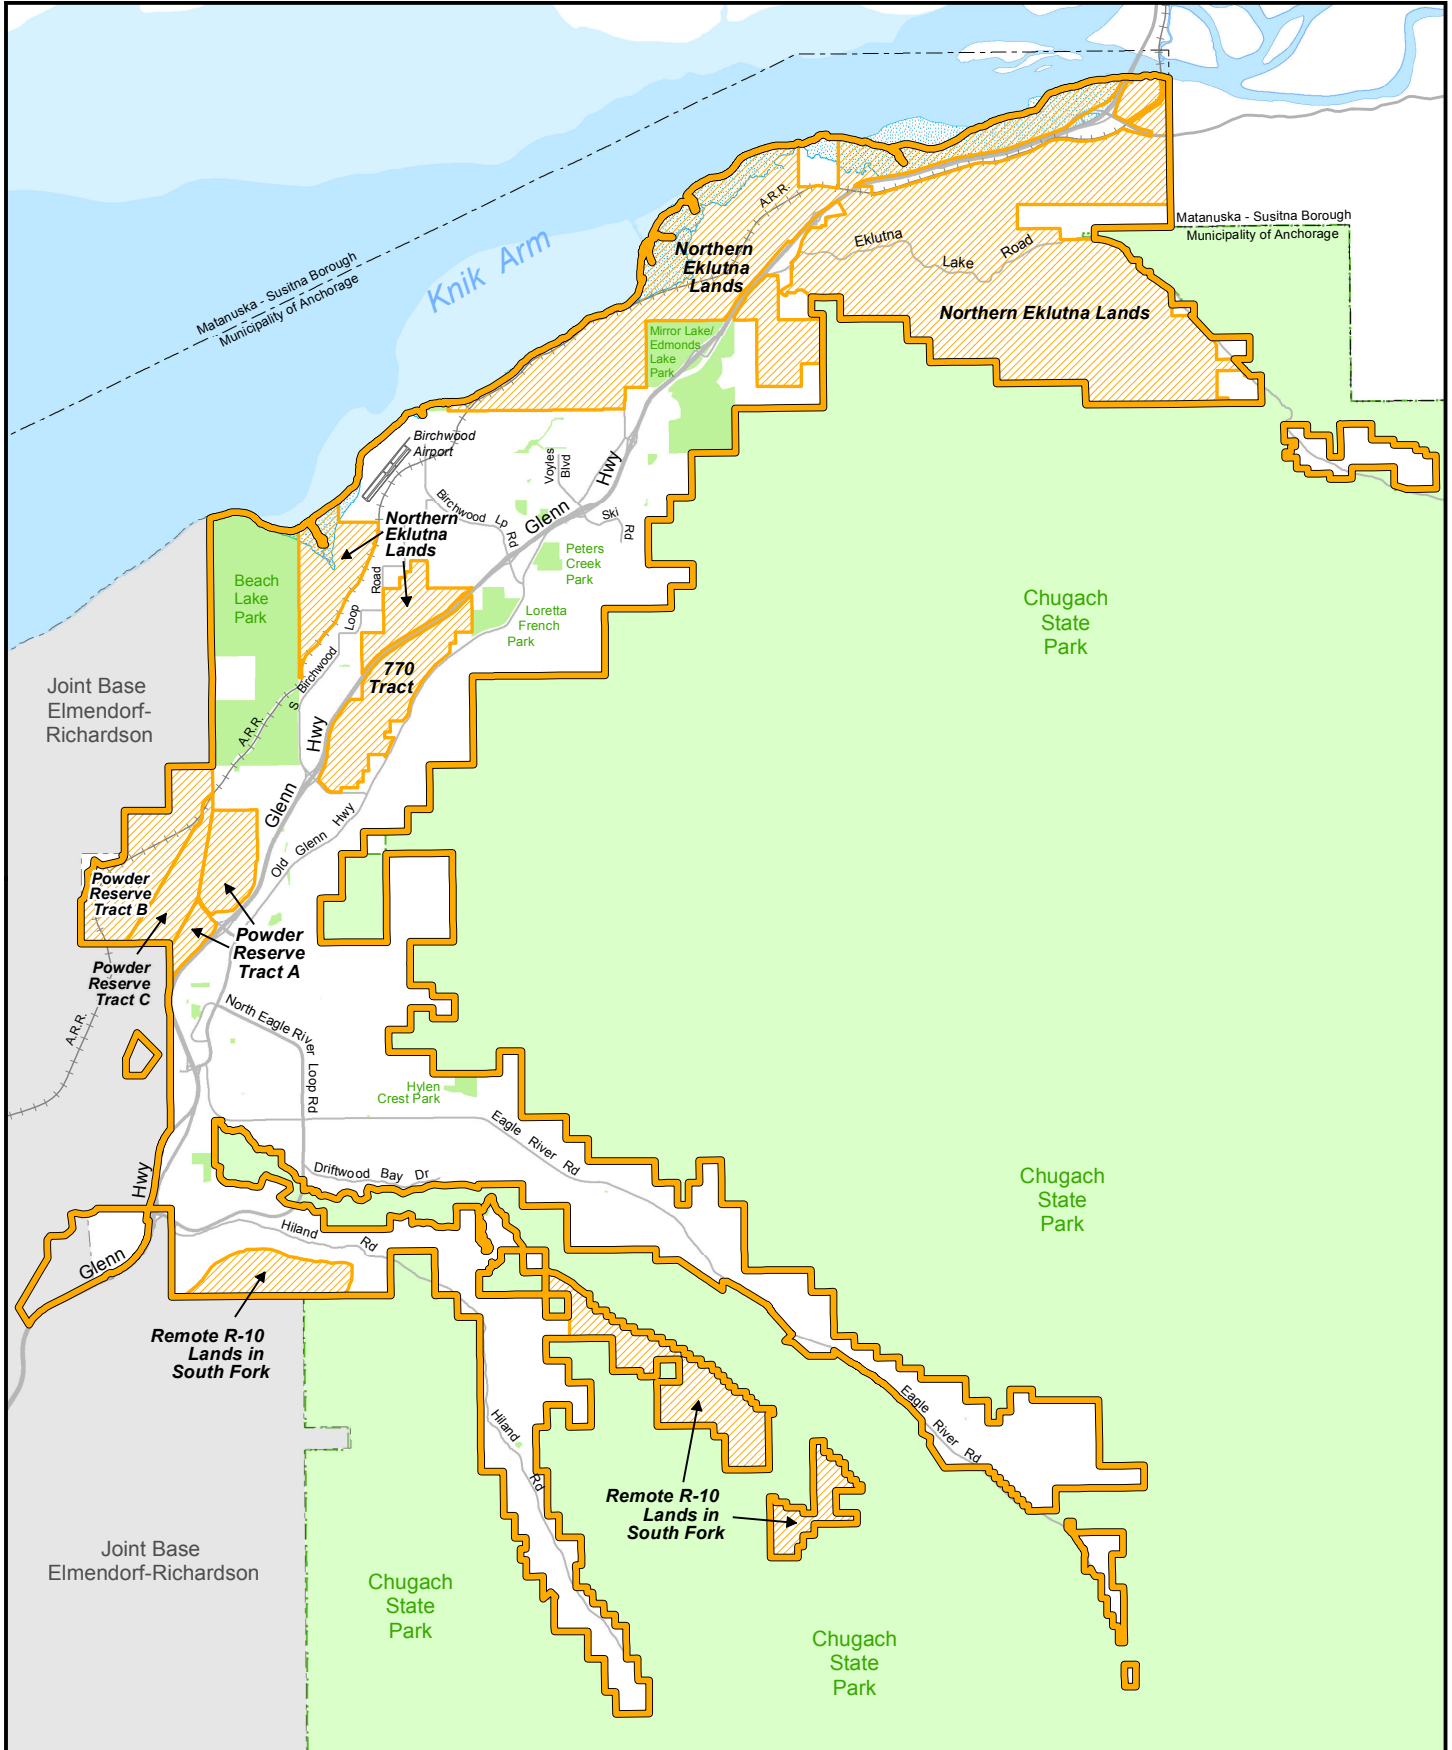 Matanuska - Susitna Borough
Municipality of Anchorage
Knik Arm
A.R.R.
Northern
Eklutna
Lands
Eklutna
Lake
Road
Matanuska - Susitna Borough
Municipality of Anchorage
Northern Eklutna Lands
Mirror Lake/
Edmonds
Lake
Park
Birchwood
Airport
Voyles
Blvd
Hwy
Glenn
Birchwood Lp Rd
Ski
Rd
Northern
Eklutna
Lands
Peters
Creek
Park
Beach
Lake
Park
Loretta
French
Park
Chugach
State
Park
S Birchwood Loop Road
770
Tract
Joint Base
Elmendorf-
Richardson
A.R.R.
Hwy
Glenn
Old Glenn Hwy
Powder
Reserve
Tract B
Powder
Reserve
Tract A
Powder
Reserve
Tract C
A.R.R.
North Eagle River Loop Rd
Hylen
Crest Park
Eagle River Rd
Driftwood Bay Dr
Chugach
State
Park
Hwy
Glenn
Hiland Rd
Remote R-10
Lands in
South Fork
Hiland
Rd
Eagle River Rd
Remote R-10
Lands in
South Fork
Joint Base
Elmendorf-Richardson
Chugach
State
Park
Chugach
State
Park